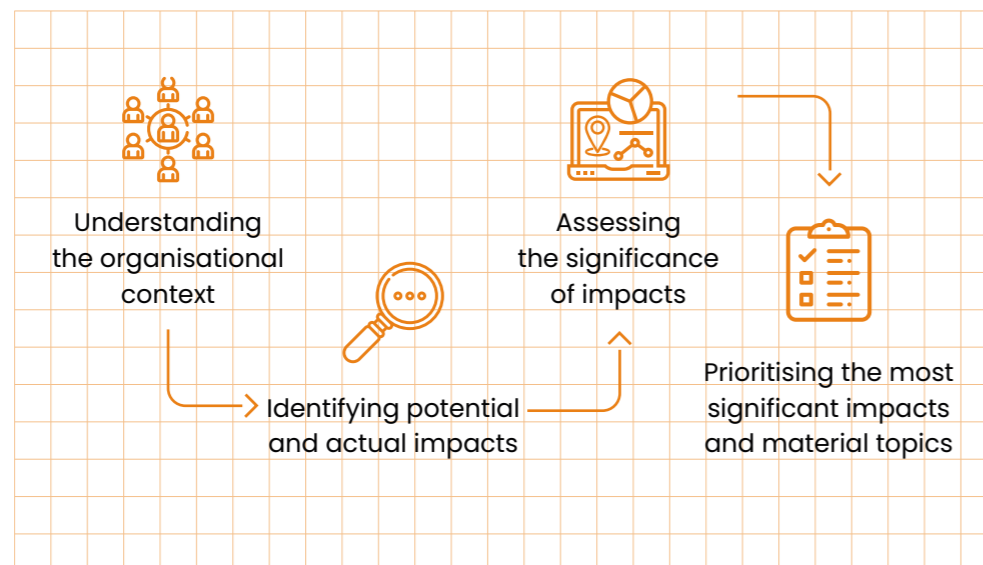 Understanding
the organisational
context
Identifying potential
and actual impacts
Assessing
the significance
of impacts
Prioritising the most
significant impacts
and material topics